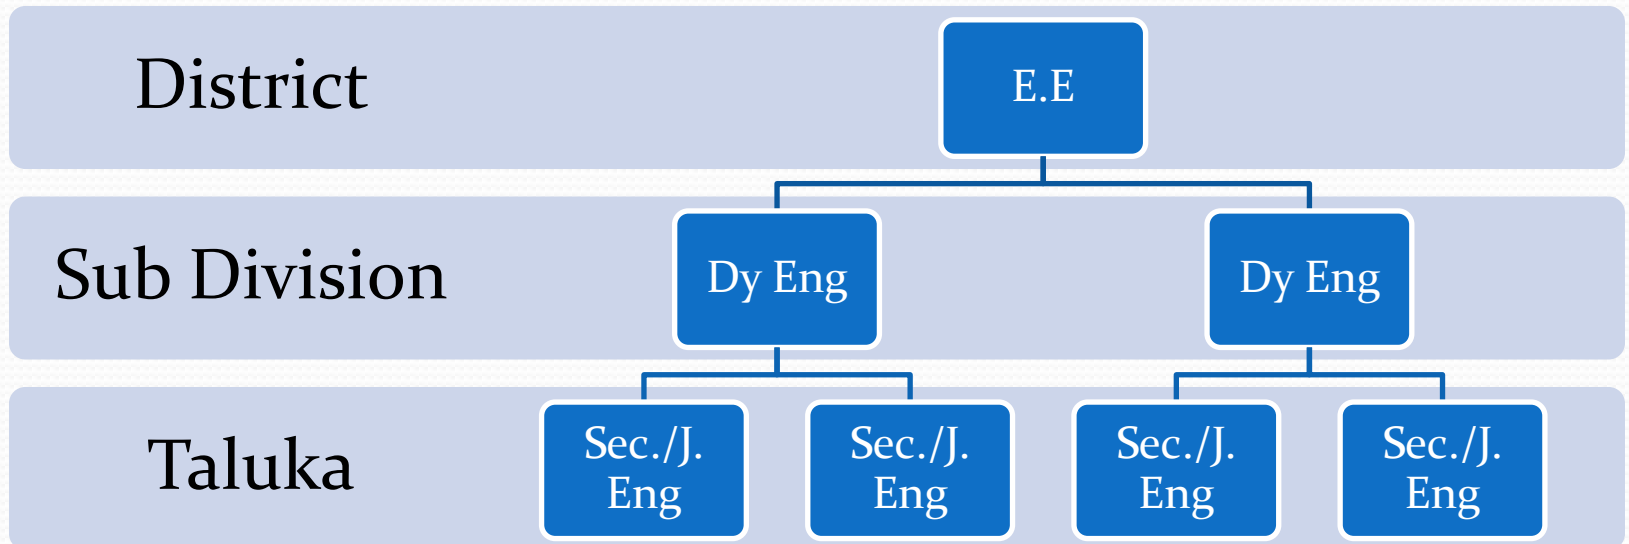 District
E.E
Sub Division
Dy Eng
Dy Eng
Taluka
Sec./J.
Eng
Sec./J.
Eng
Sec./J.
Eng
Sec./J.
Eng